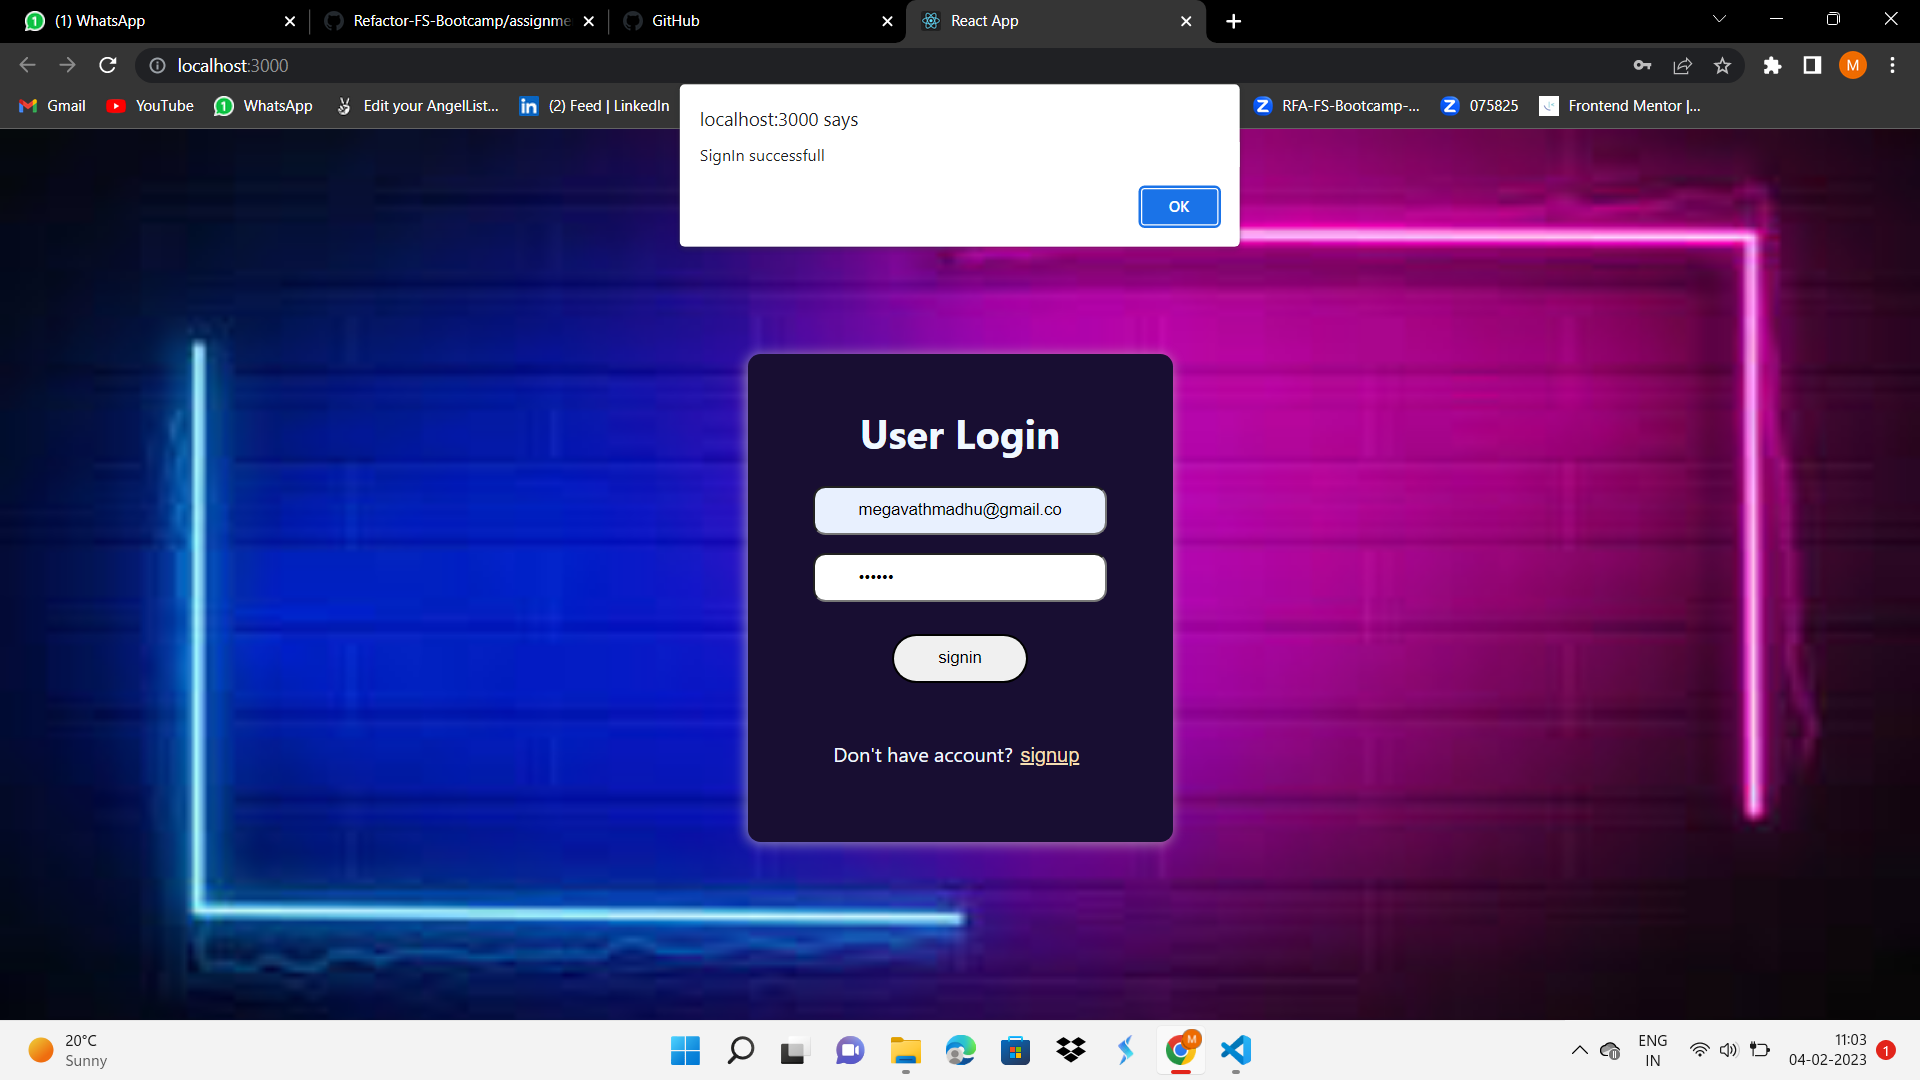 (1) WhatsApp
Refactor-FS-Bootcamp/assignme
GitHub
React App
localhost:3000
M
Gmail
YouTube
WhatsApp
Edit your AngelList...
(2) Feed | LinkedIn
RFA-FS-Bootcamp-...
075825
Frontend Mentor |...
localhost:3000 says
SignIn successfull
OK
User Login
megavathmadhu@gmail.co
••••••
signin
Don't have account? signup
20°C
Sunny
M
ENG
IN
11:03
04-02-2023
1